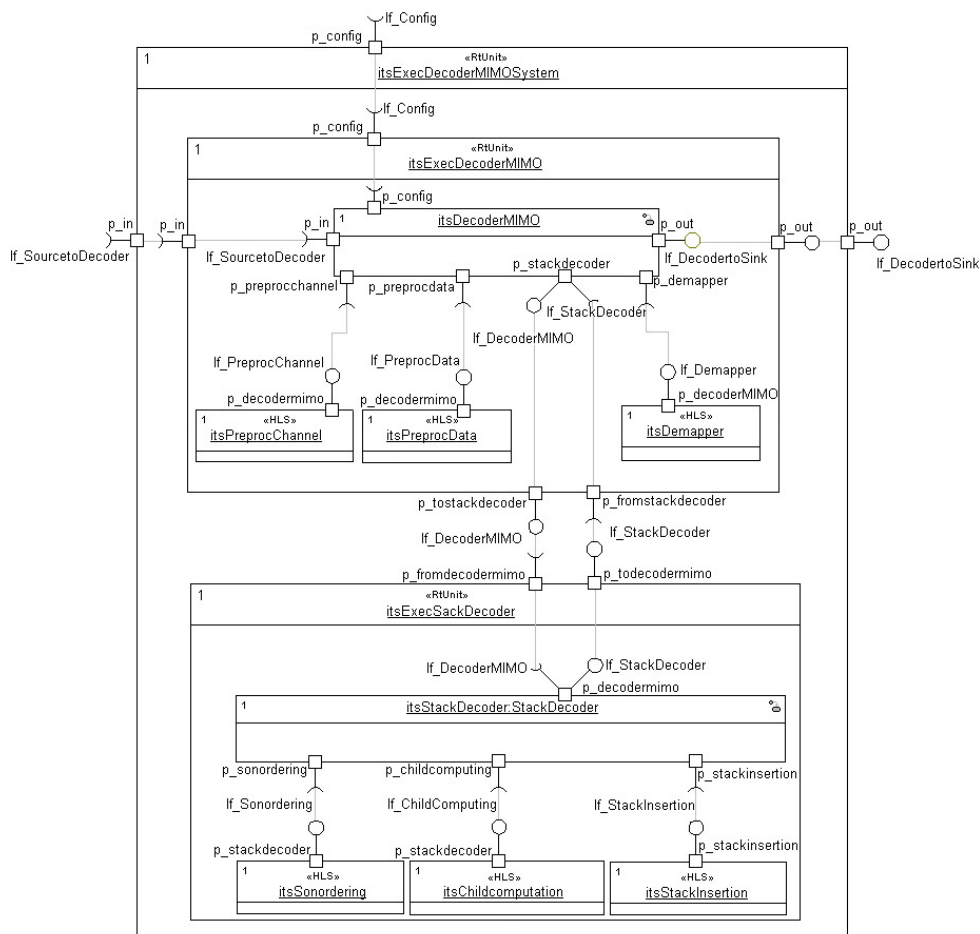 If_Config
p_config
1
«RtUnit»
itsExecDecoderMIMOSystem
If_Config
p_config
1
«RtUnit»
itsExecDecoderMIMO
p_config
1
itsDecoderMIMO
p_in
p_in
p_in
p_out
p_out
p_out
If_SourcetoDecoder
If_SourcetoDecoder
If_DecodertoSink
If_DecodertoSink
p_stackdecoder
p_preprocchannel
p_preprocdata
p_demapper
If_StackDecoder
If_DecoderMIMO
If_PreprocChannel
If_PreprocData
If_Demapper
p_decodermimo
p_decodermimo
p_decoderMIMO
1
«HLS»
itsPreprocChannel
1
«HLS»
itsPreprocData
1
«HLS»
itsDemapper
p_tostackdecoder
p_fromstackdecoder
If_DecoderMIMO
If_StackDecoder
p_fromdecodermimo
p_todecodermimo
1
«RtUnit»
itsExecSackDecoder
If_DecoderMIMO
If_StackDecoder
p_decodermimo
1
itsStackDecoder:StackDecoder
p_sonordering
p_childcomputing
p_stackinsertion
If_Sonordering
If_ChildComputing
If_StackInsertion
p_stackdecoder
p_stackdecoder
p_stackinsertion
1
«HLS»
itsSonordering
1
«HLS»
itsChildcomputation
1
«HLS»
itsStackInsertion